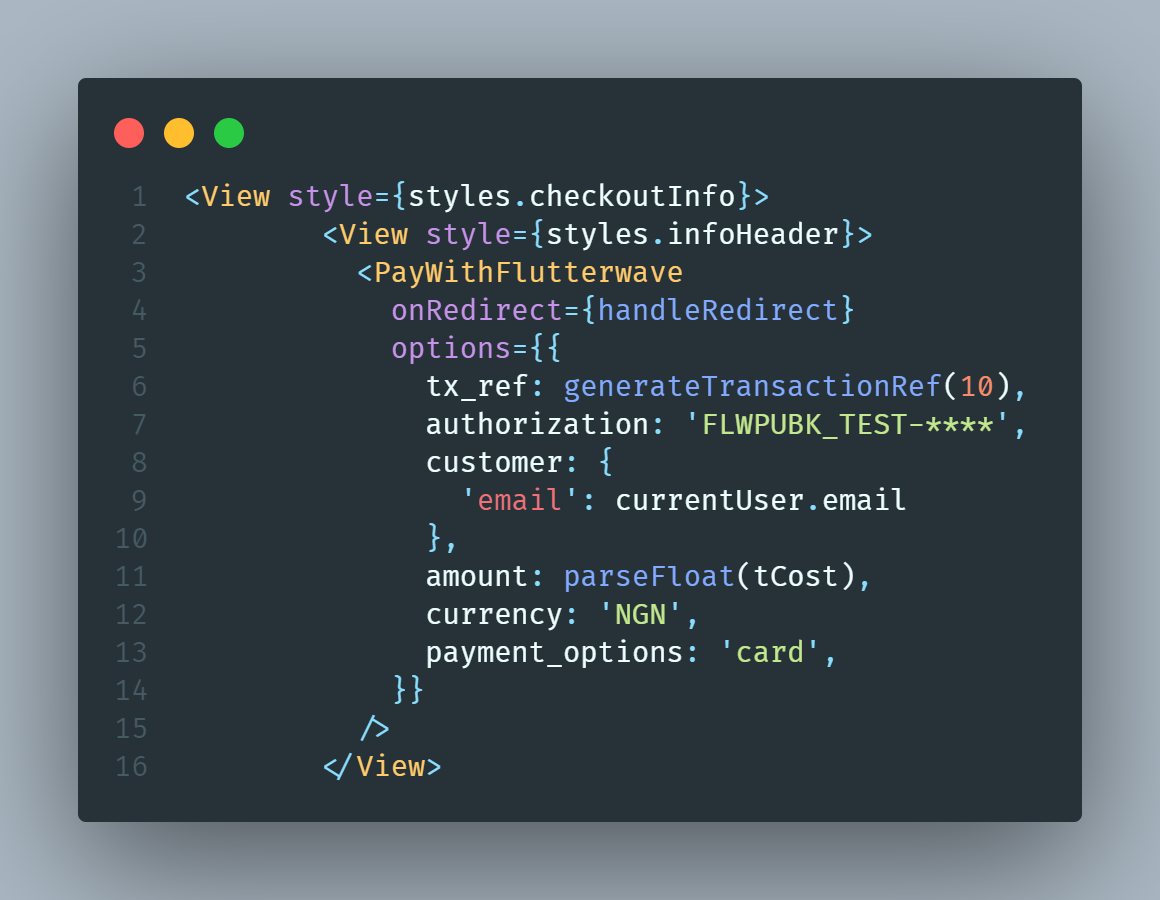 1 <View style={styles.checkoutInfo}>
2 <View style={styles.infoHeader}>
3 <PayWithFlutterwave
4 onRedirect={handleRedirect}
5 options={{
6 tx_ref: generateTransactionRef(10),
7 authorization: 'FLWPUBK_TEST-****',
8 customer: {
9 'email': currentUser.email
10 },
11 amount: parseFloat(tCost),
12 currency: 'NGN',
13 payment_options: 'card',
14 }}
15 />
16 </View>